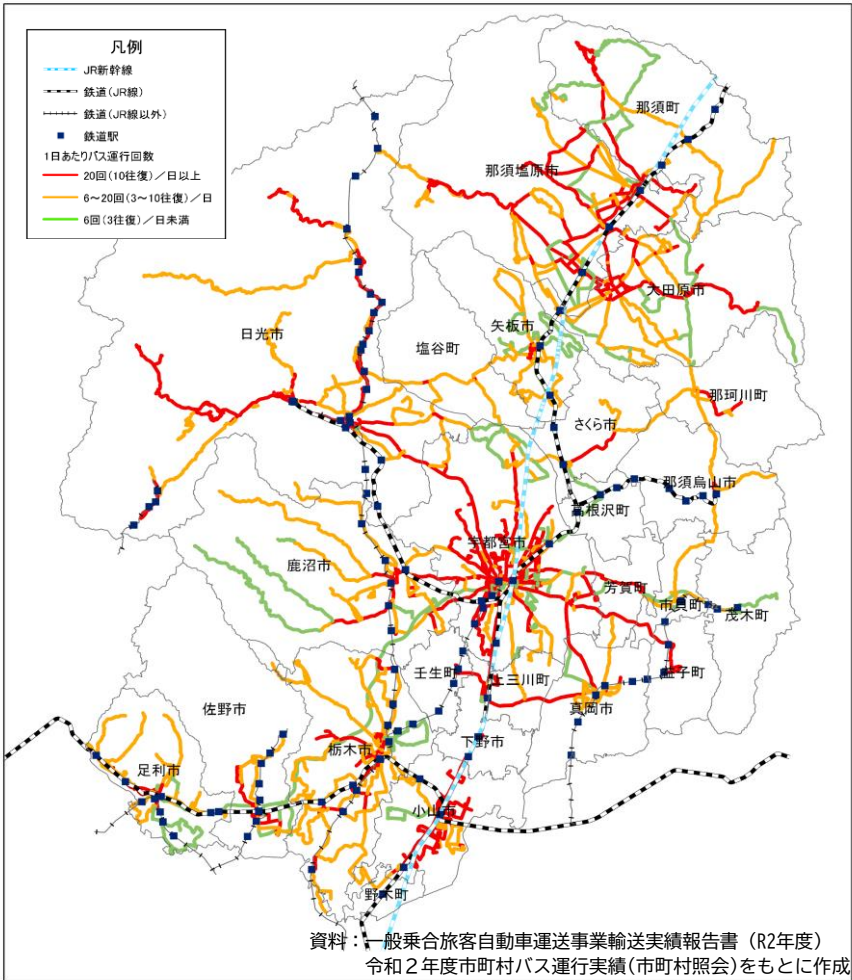 凡例
JR新幹線
鉄道(JR線)
鉄道(JR線以外)
鉄道駅
1日あたりバス運行回数
20回(10往復)/日以上
6～20回(3～10往復)/日
6回(3往復)/日未満
那須町
那須塩原市
大田原市
矢板市
日光市
塩谷町
那珂川町
さくら市
那須烏山市
高根沢町
宇都宮市
鹿沼市
芳賀町
市貝町
茂木町
壬生町
上三川町
益子町
真岡市
佐野市
下野市
栃木市
足利市
小山市
野木町
資料：一般乗合旅客自動車運送事業輸送実績報告書（R2年度）
令和２年度市町村バス運行実績(市町村照会)をもとに作成